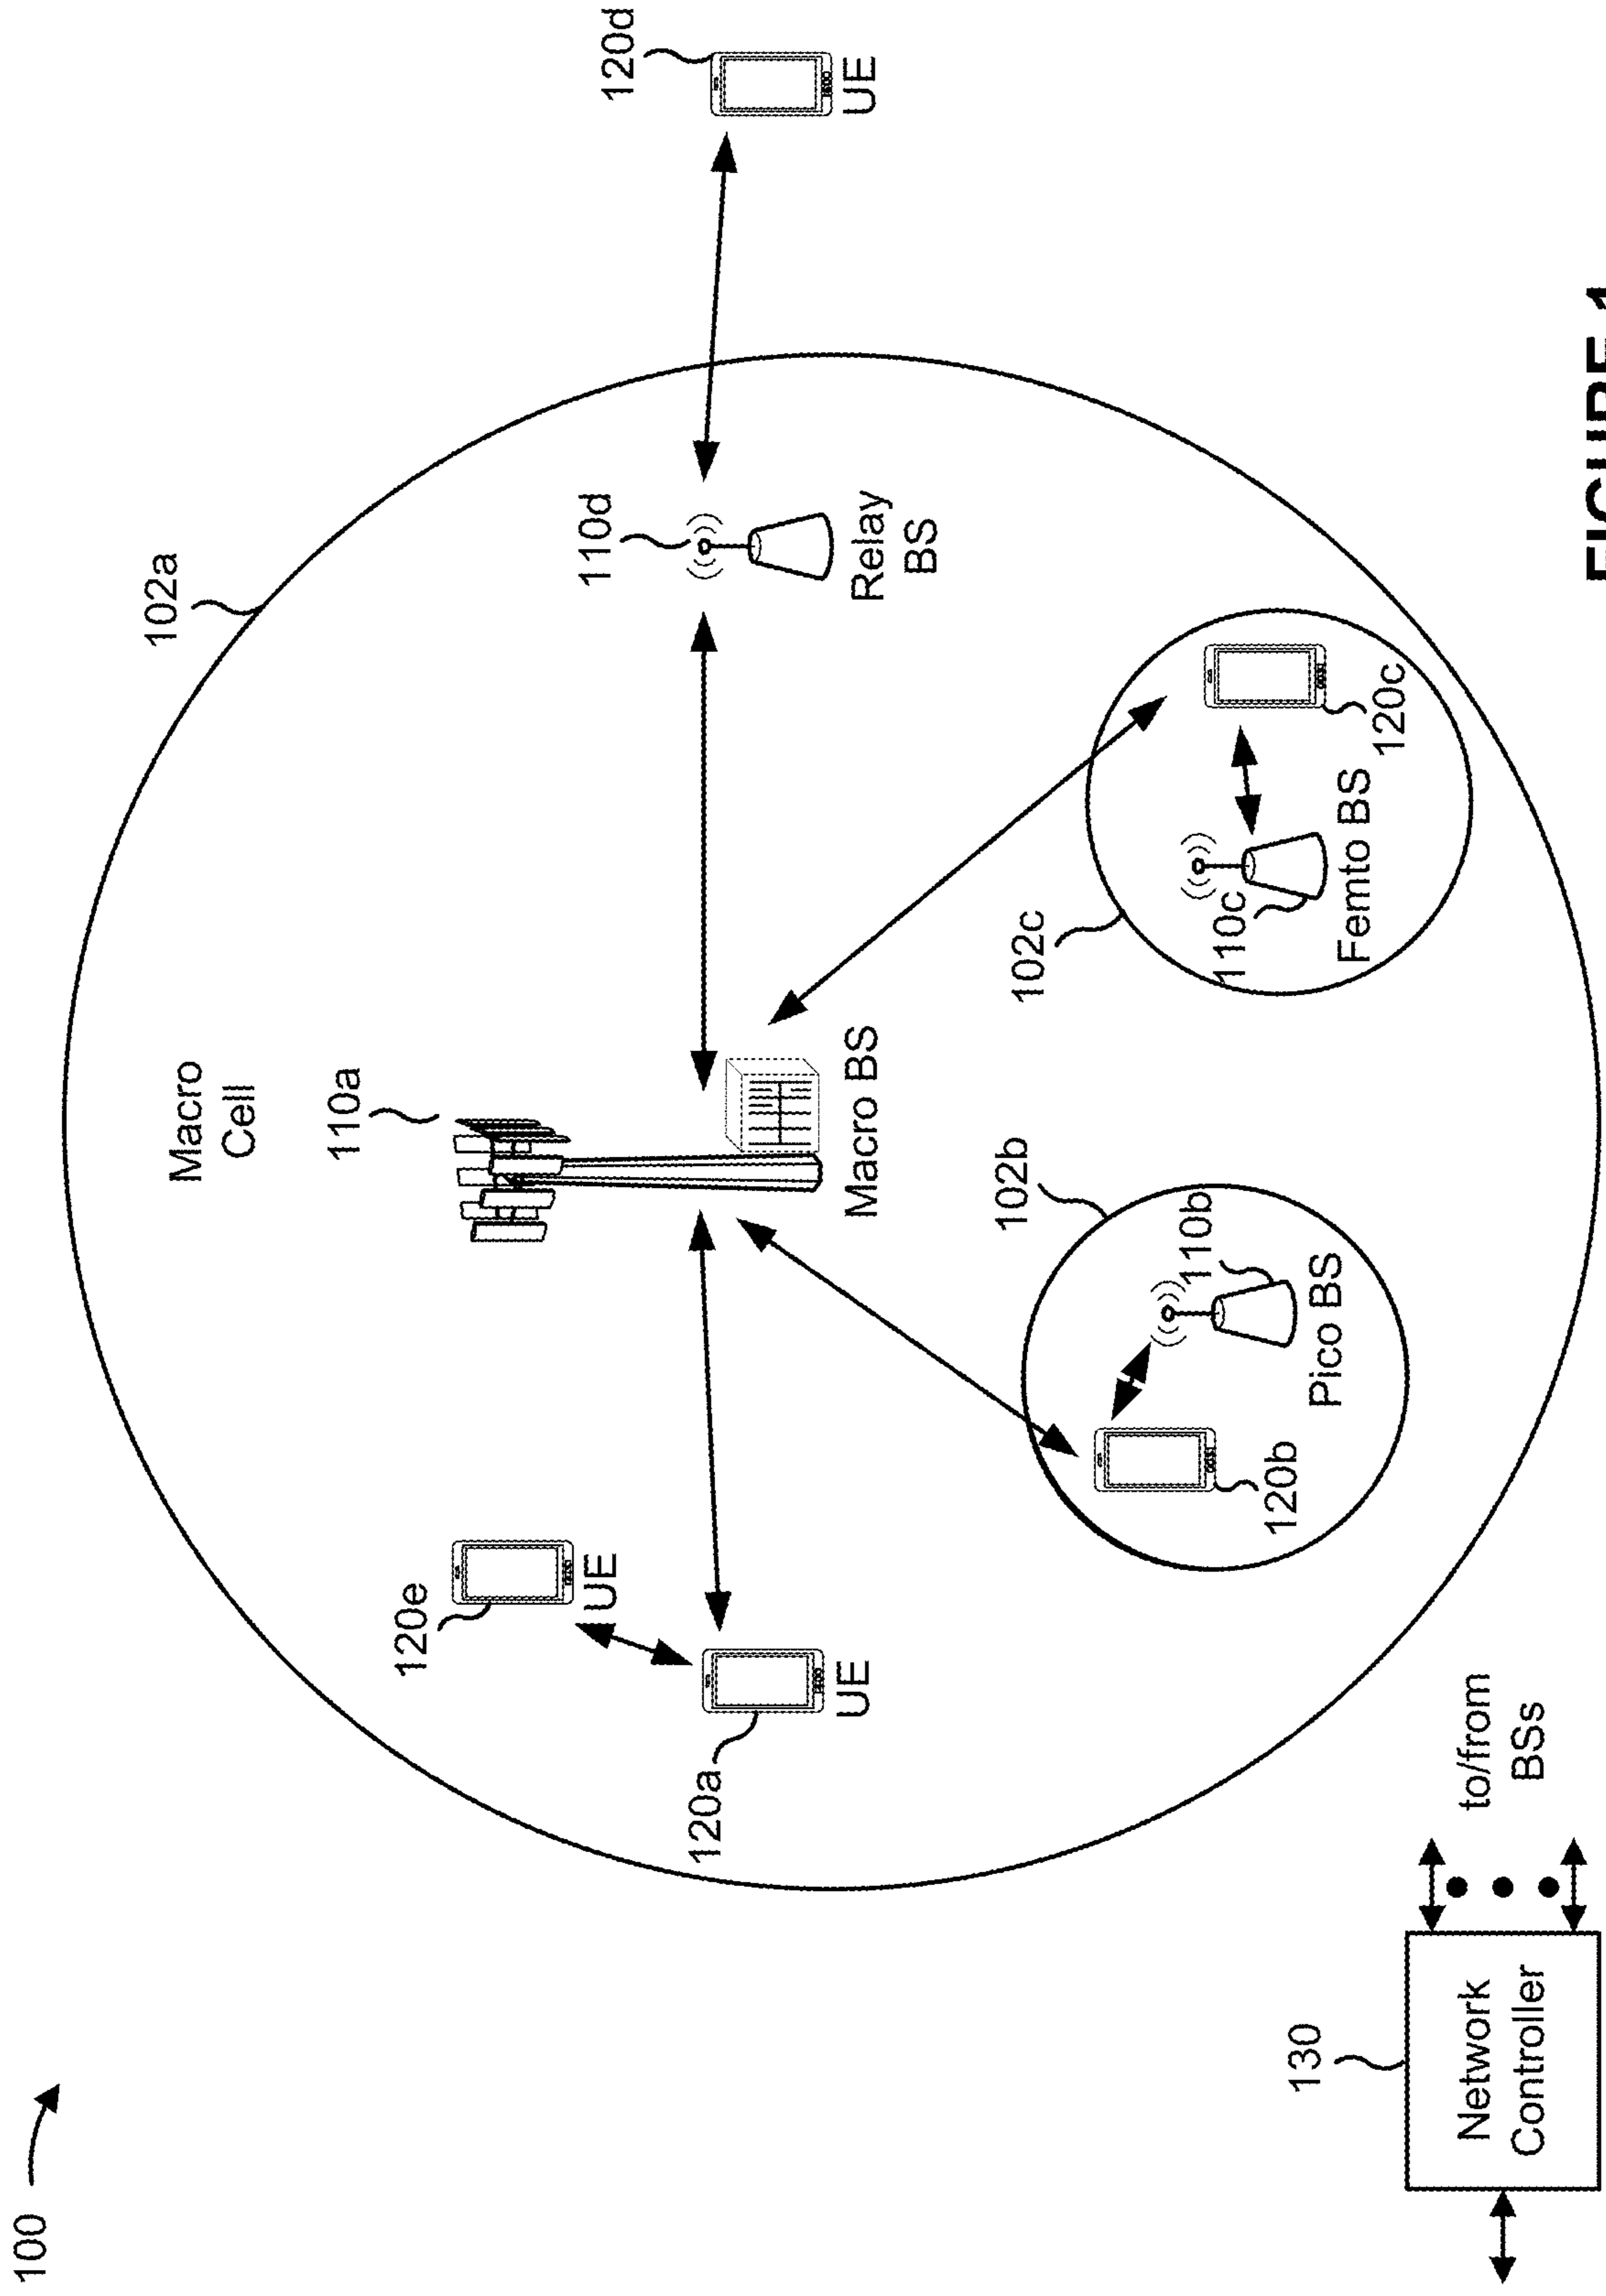 100
102a
Macro
Cell
110a
120e
UE
120a
UE
Macro BS
110d
Relay
BS
120d
UE
102b
110b
Pico BS
120b
102c
110c
Femto BS
120c
130
Network
Controller
to/from
BSs
FIGURE 1